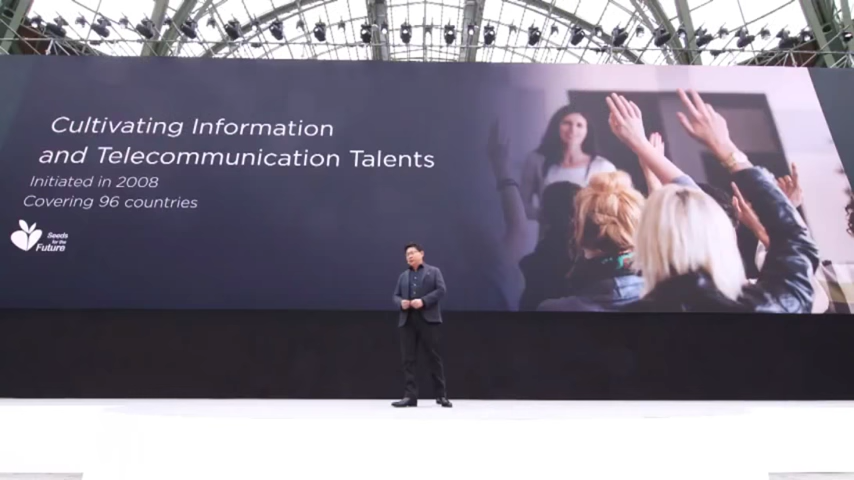 Cultivating Information
and Telecommunication Talents
Initiated in 2008
Covering 96 countries
Seeds
for the
Future